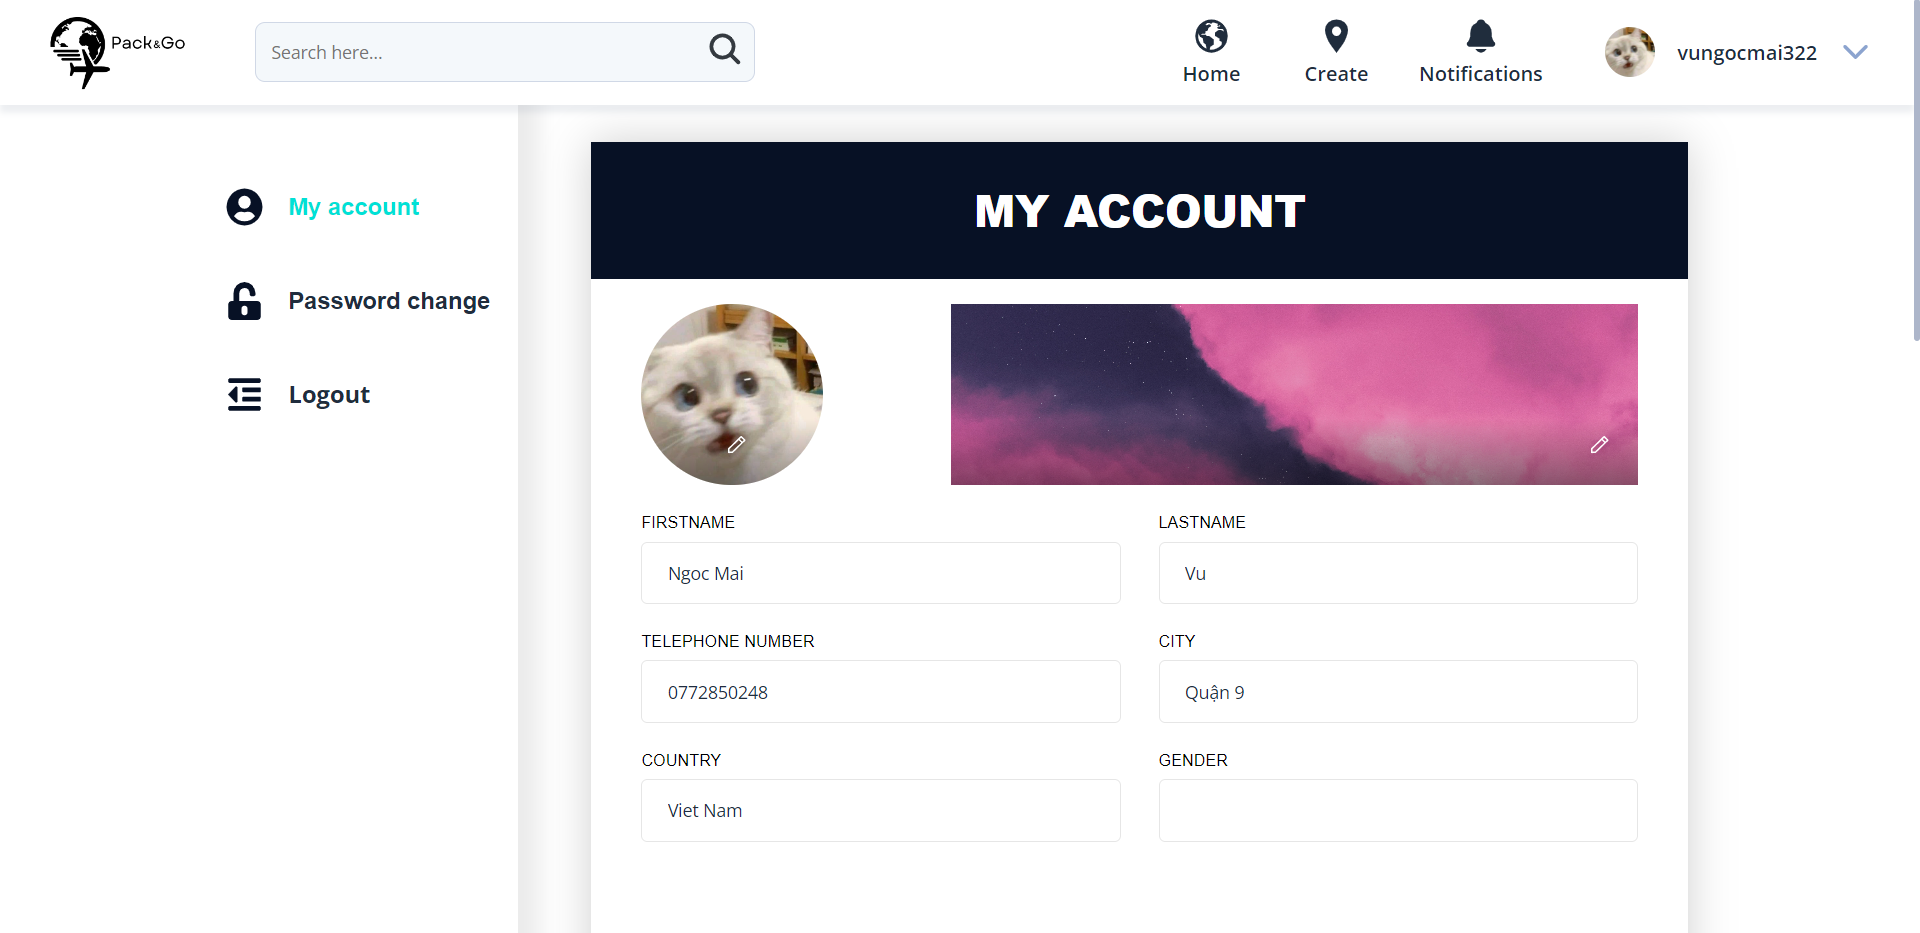 Pack&Go
Search here...
Home
Create
Notifications
vungocmai322
My account
Password change
Logout
MY ACCOUNT
FIRSTNAME
LASTNAME
Ngoc Mai
Vu
TELEPHONE NUMBER
CITY
0772850248
Quận 9
COUNTRY
GENDER
Viet Nam